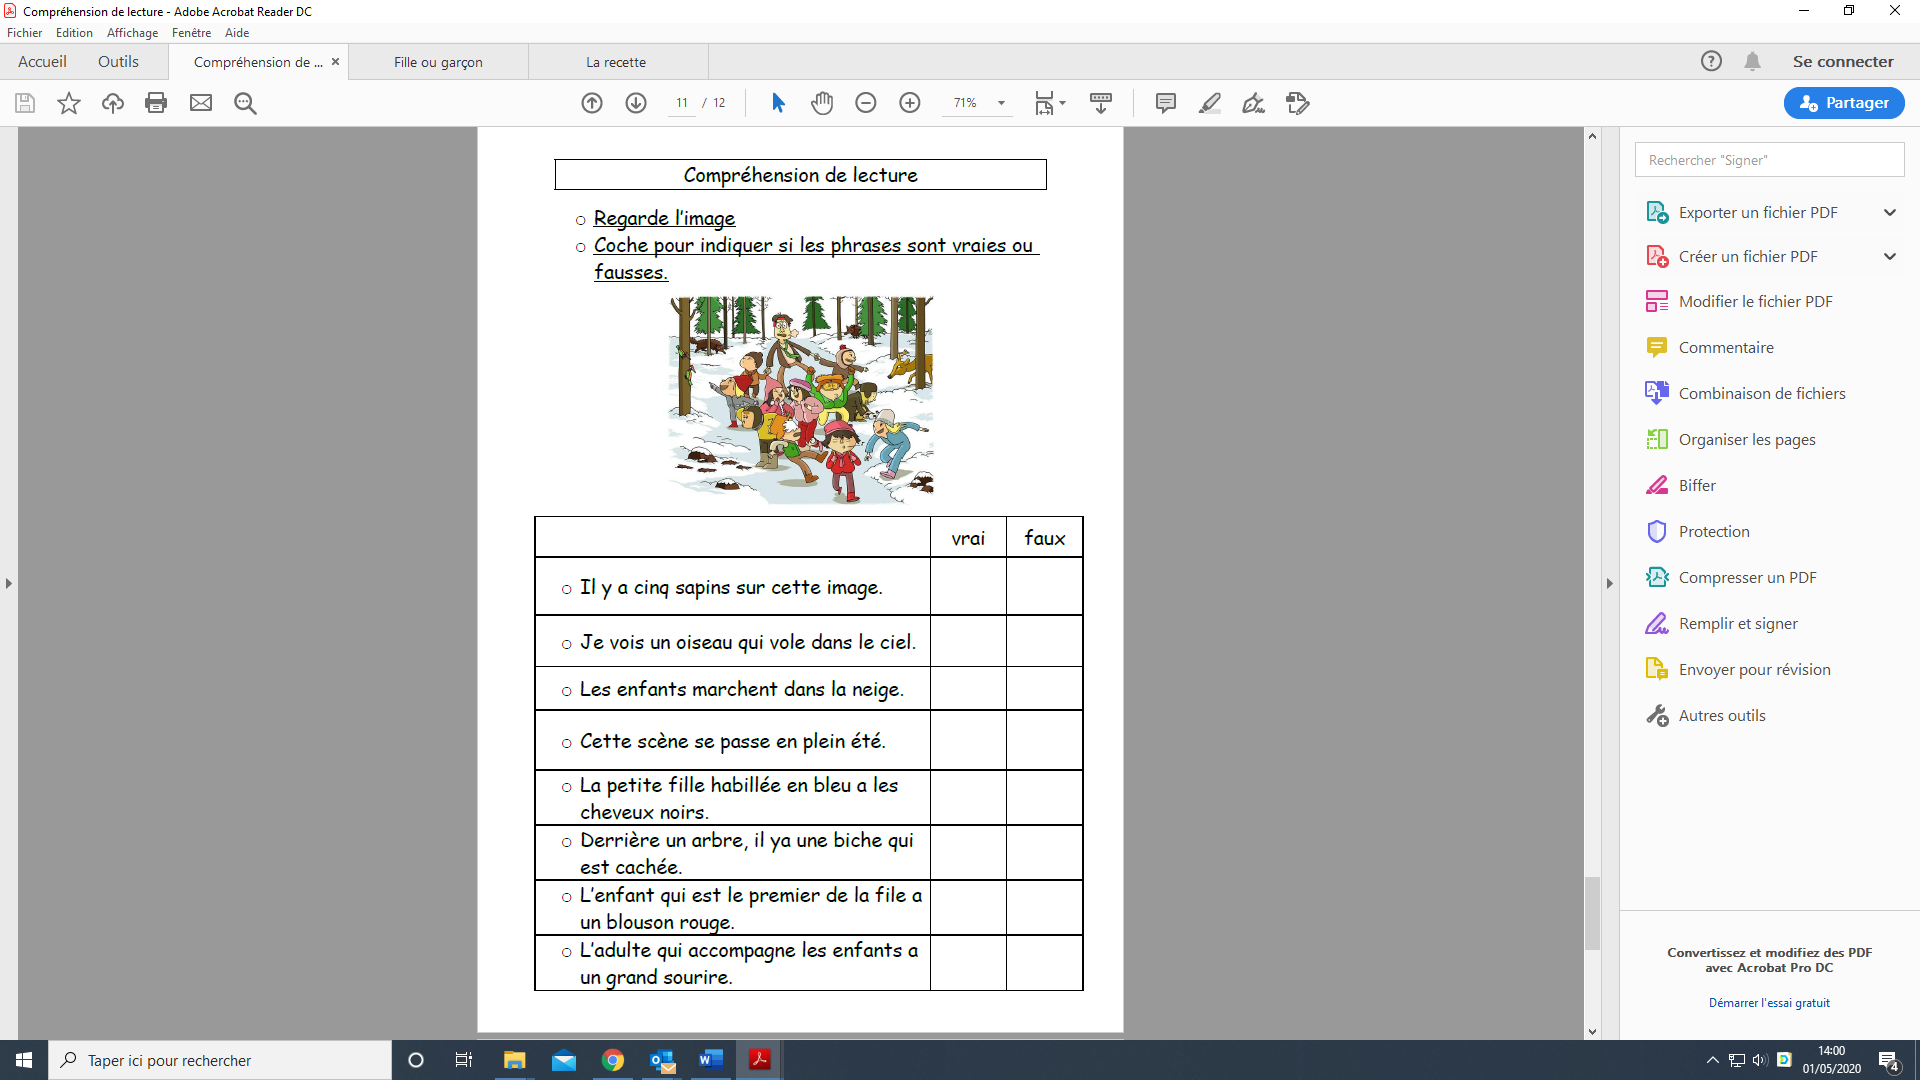 Compréhension de lecture - Adobe Acrobat Reader DC
Fichier Edition Affichage Fenêtre Aide
Accueil Outils Compréhension de ... × Fille ou garçon La recette ? Se connecter
11 / 12 71% Partager
Compréhension de lecture
Regarde l'image
Coche pour indiquer si les phrases sont vraies ou
fausses.
vrai faux
Il y a cinq sapins sur cette image.
Je vois un oiseau qui vole dans le ciel.
Les enfants marchent dans la neige.
Cette scène se passe en plein été.
La petite fille habillée en bleu a les
cheveux noirs.
Derrière un arbre, il ya une biche qui
est cachée.
L'enfant qui est le premier de la file a
un blouson rouge.
L'adulte qui accompagne les enfants a
un grand sourire.
Rechercher "Signer"
Exporter un fichier PDF
Créer un fichier PDF
Modifier le fichier PDF
Commentaire
Combinaison de fichiers
Organiser les pages
Biffer
Protection
Compresser un PDF
Remplir et signer
Envoyer pour révision
Autres outils
Convertissez et modifiez des PDF
avec Acrobat Pro DC
Démarrer l'essai gratuit
Taper ici pour rechercher
14:00
01/05/2020
4